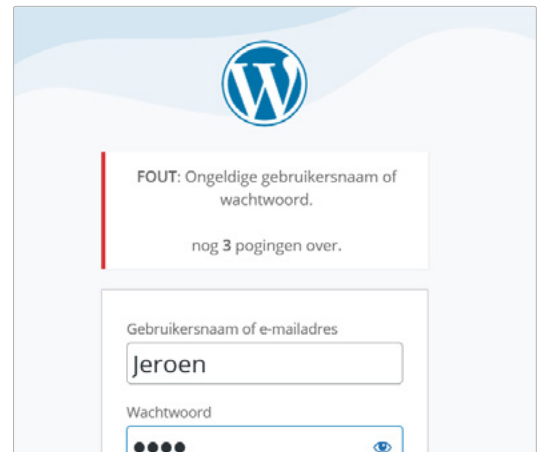 FOUT: Ongeldige gebruikersnaam of
wachtwoord.
nog 3 pogingen over.
Gebruikersnaam of e-mailadres
Jeroen
Wachtwoord